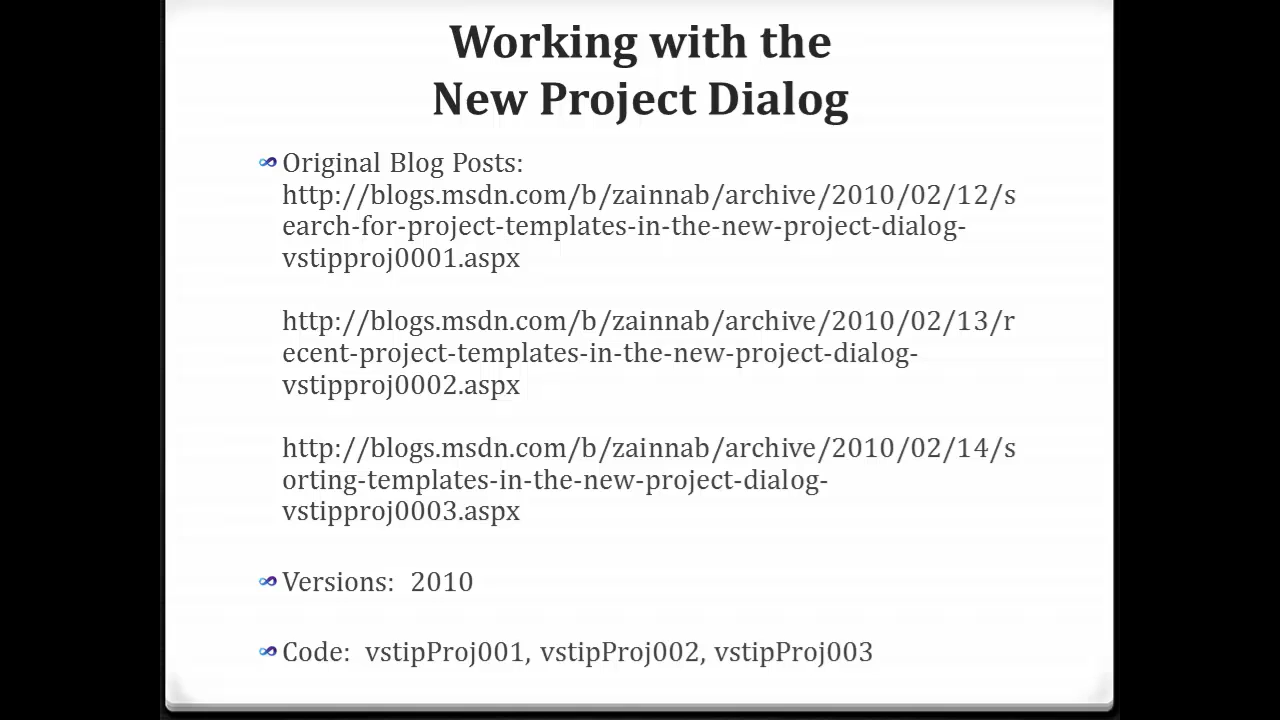 Working with the
New Project Dialog
Original Blog Posts:
http://blogs.msdn.com/b/zainnab/archive/2010/02/12/s
earch-for-project-templates-in-the-new-project-dialog-
vstipproj0001.aspx
http://blogs.msdn.com/b/zainnab/archive/2010/02/13/r
ecent-project-templates-in-the-new-project-dialog-
vstipproj0002.aspx
http://blogs.msdn.com/b/zainnab/archive/2010/02/14/s
orting-templates-in-the-new-project-dialog-
vstipproj0003.aspx
Versions:  2010
Code:  vstipProj001, vstipProj002, vstipProj003